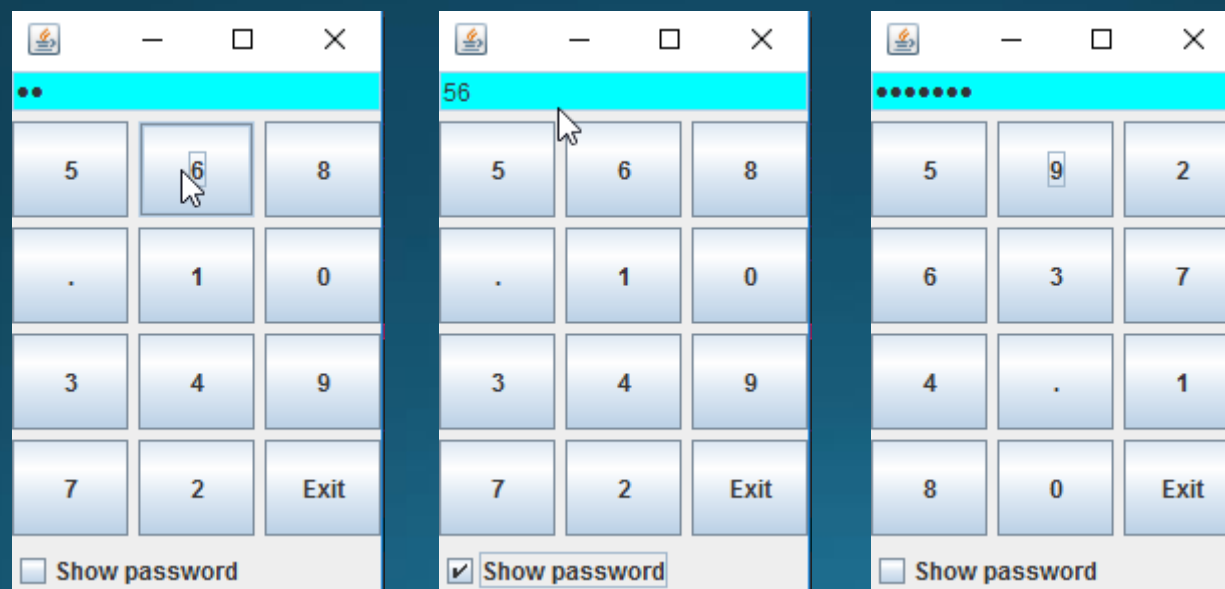 ••
5 6 8
. 1 0
3 4 9
7 2 Exit
Show password
56
5 6 8
. 1 0
3 4 9
7 2 Exit
Show password
•••••••
5 9 2
6 3 7
4 . 1
8 0 Exit
Show password